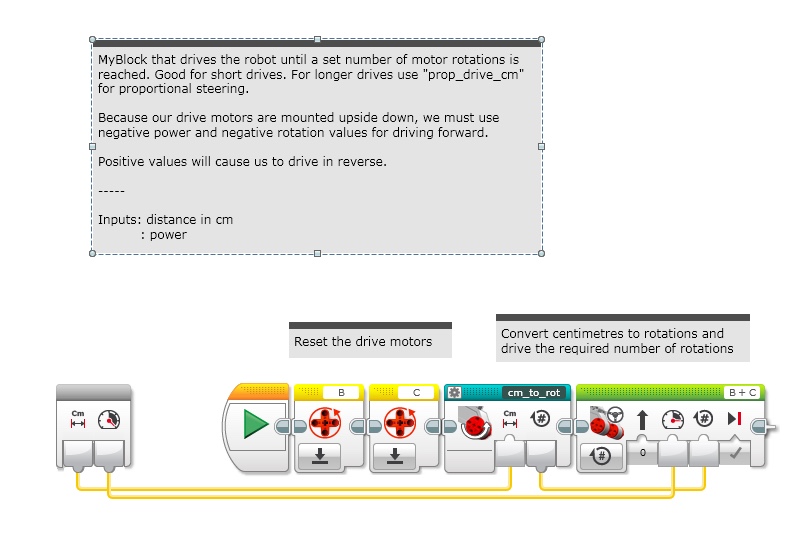 MyBlock that drives the robot until a set number of motor rotations is
reached. Good for short drives. For longer drives use "prop_drive_cm"
for proportional steering.
Because our drive motors are mounted upside down, we must use
negative power and negative rotation values for driving forward.
Positive values will cause us to drive in reverse.
-----
Inputs: distance in cm
: power
Reset the drive motors
Convert centimetres to rotations and
drive the required number of rotations
B
C
cm_to_rot
B + C
Cm
Cm
#
#
#
0